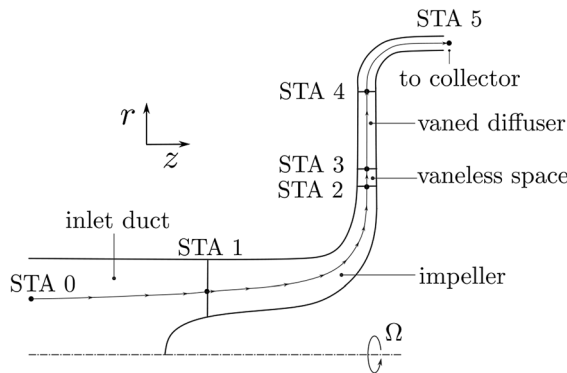 STA 5
to collector
STA 4
r
vaned diffuser
z
STA 3
vaneless space
STA 2
inlet duct
STA 1
STA 0
impeller
Ω